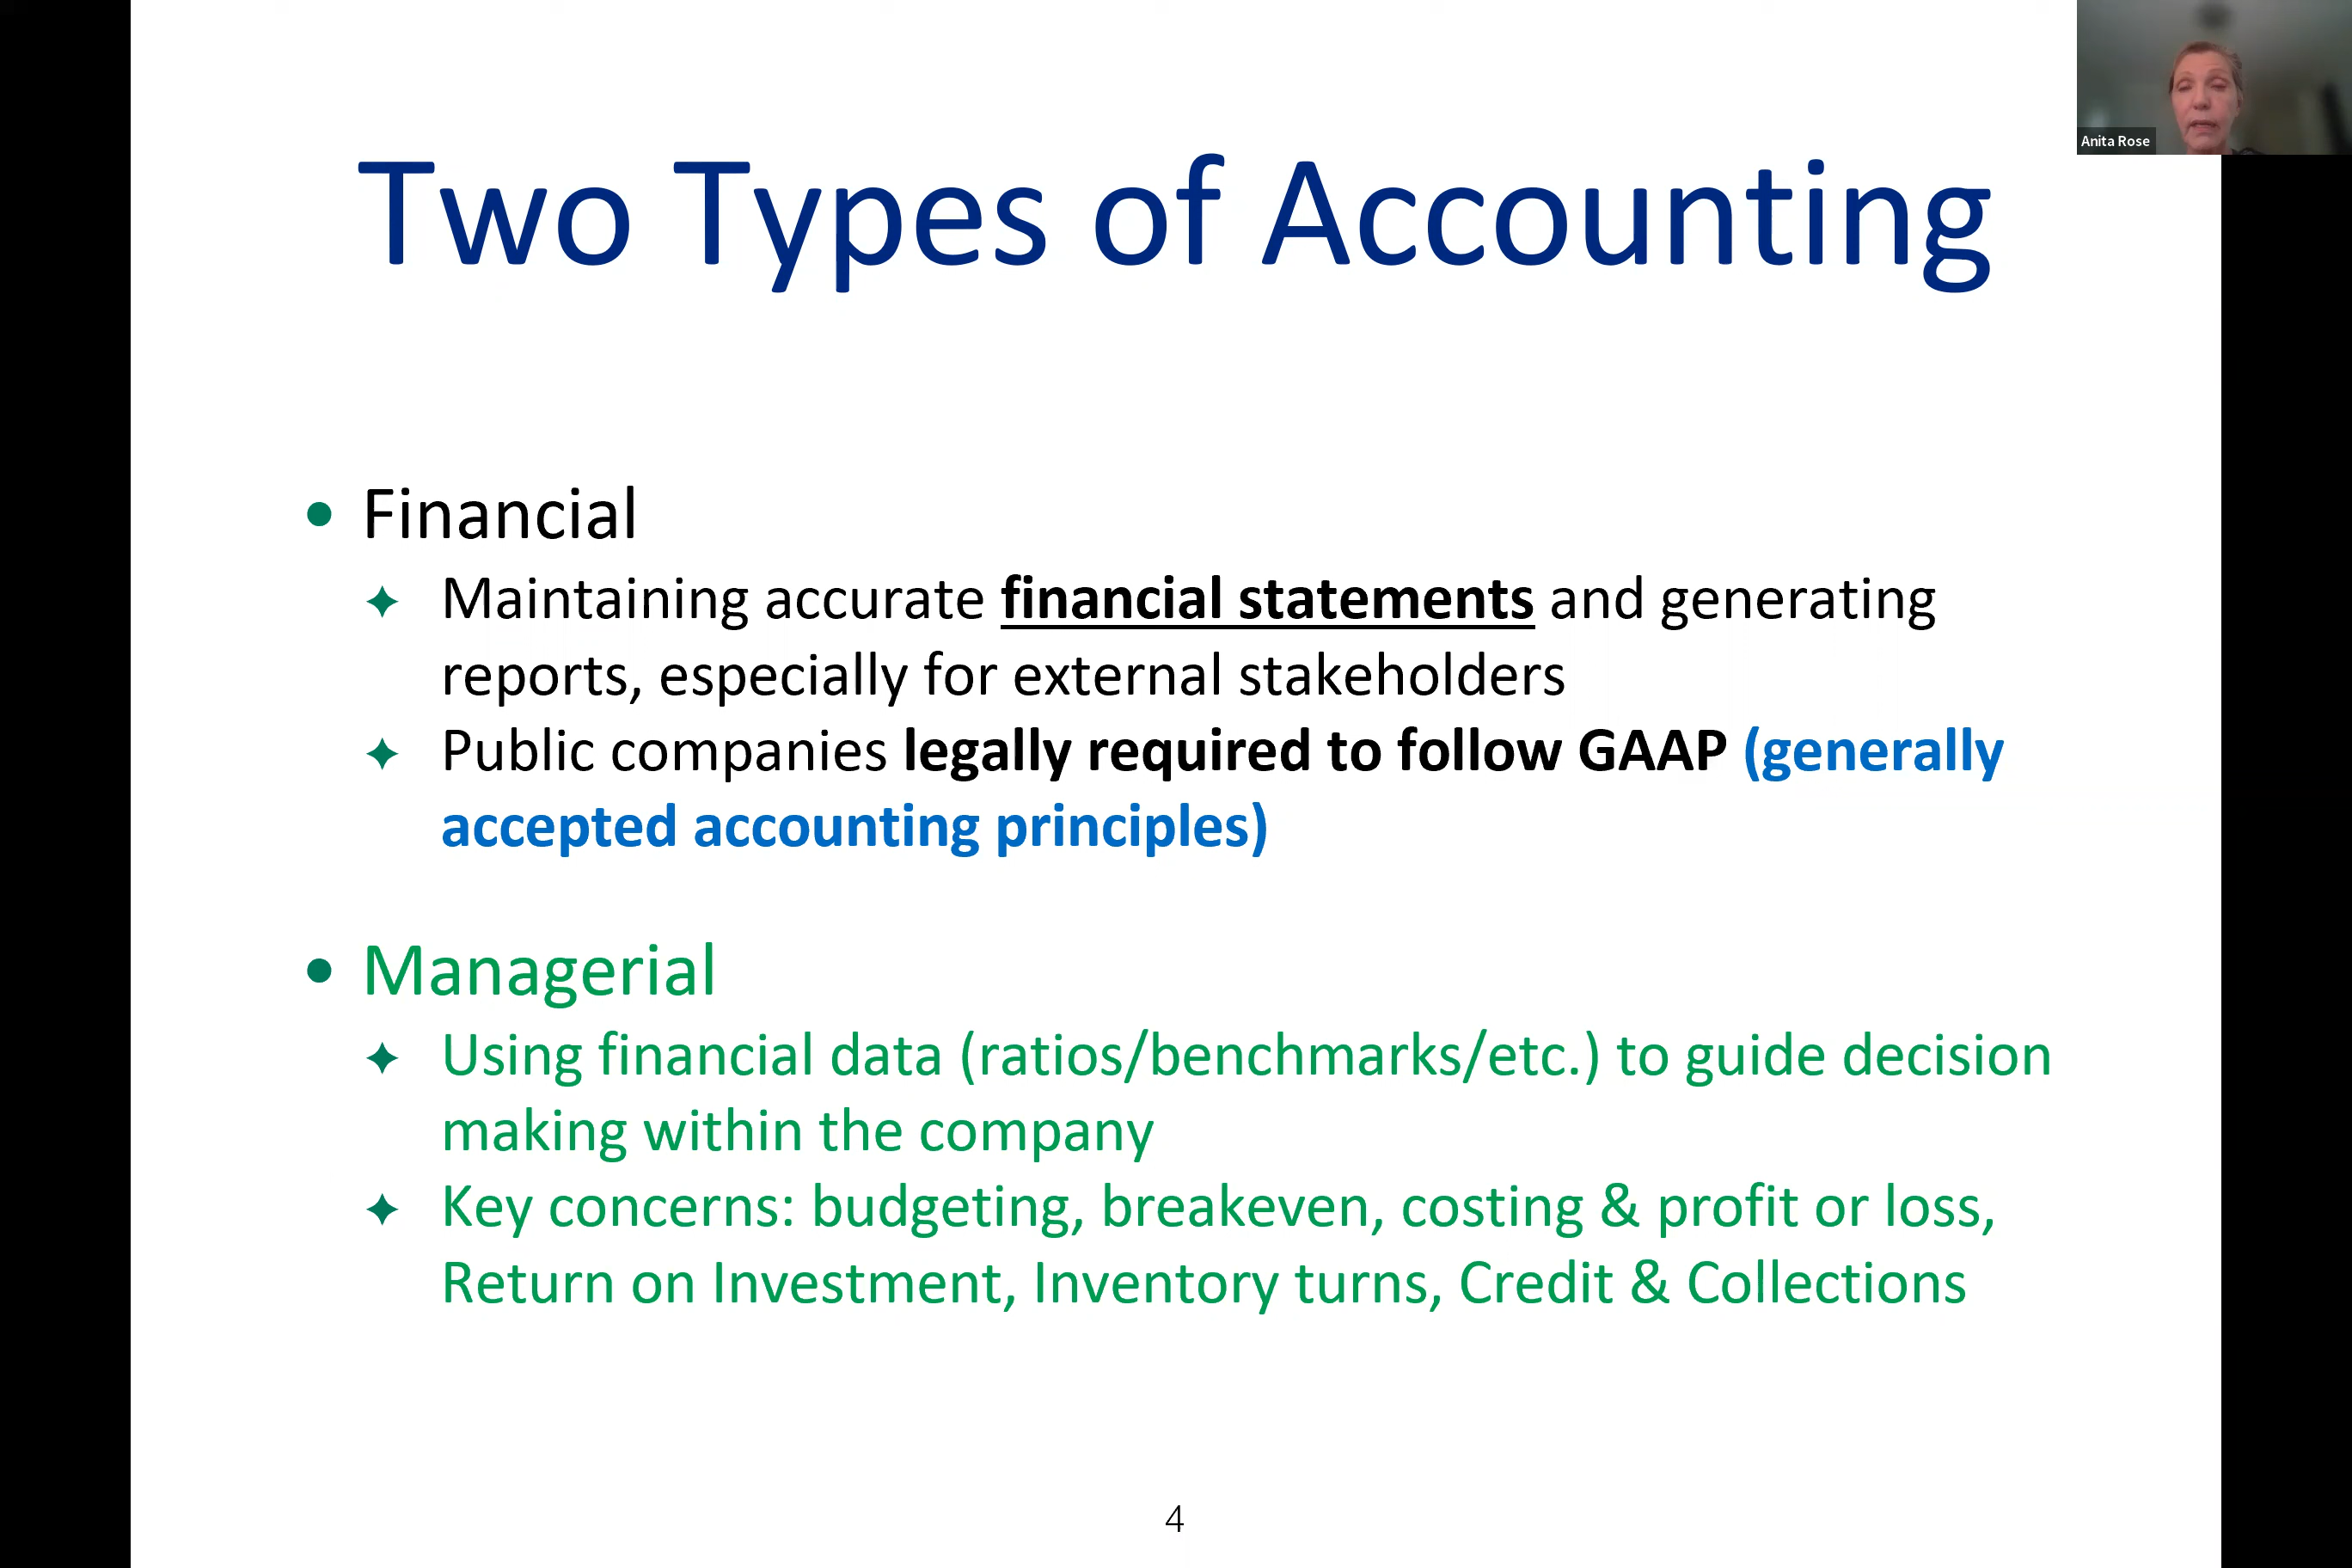 Anita Rose
Two Types of Accounting
• Financial
✦ Maintaining accurate financial statements and generating
reports, especially for external stakeholders
✦ Public companies legally required to follow GAAP (generally
accepted accounting principles)
• Managerial
✦ Using financial data (ratios/benchmarks/etc.) to guide decision
making within the company
✦ Key concerns: budgeting, breakeven, costing & profit or loss,
Return on Investment, Inventory turns, Credit & Collections
4